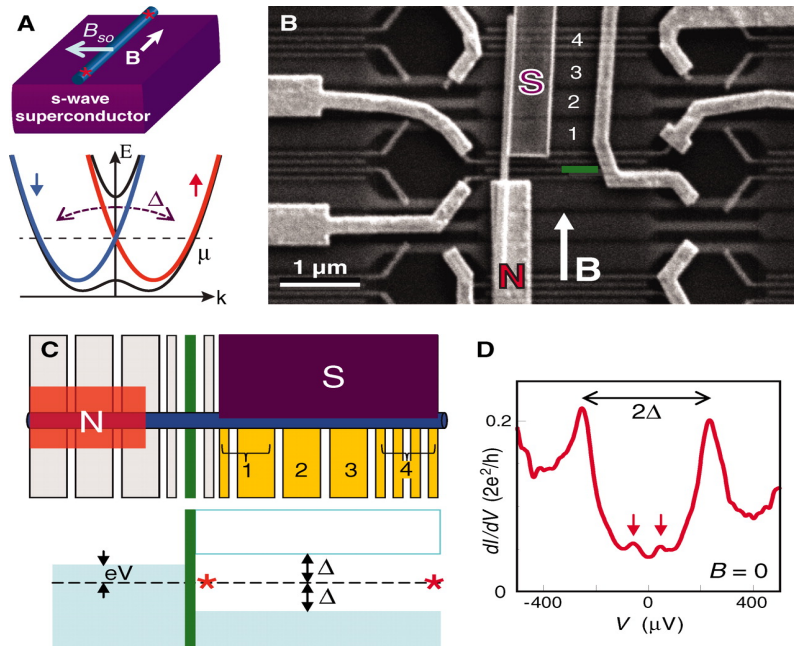 A
B_so
B
s-wave
superconductor
E
Δ
μ
k
B
4
3
S
2
1
1 μm
N
B
C
S
N
1
2
3
4
eV
Δ
Δ
D
2Δ
0.2
dI/dV (2e²/h)
B = 0
0
-400
0
400
V (μV)